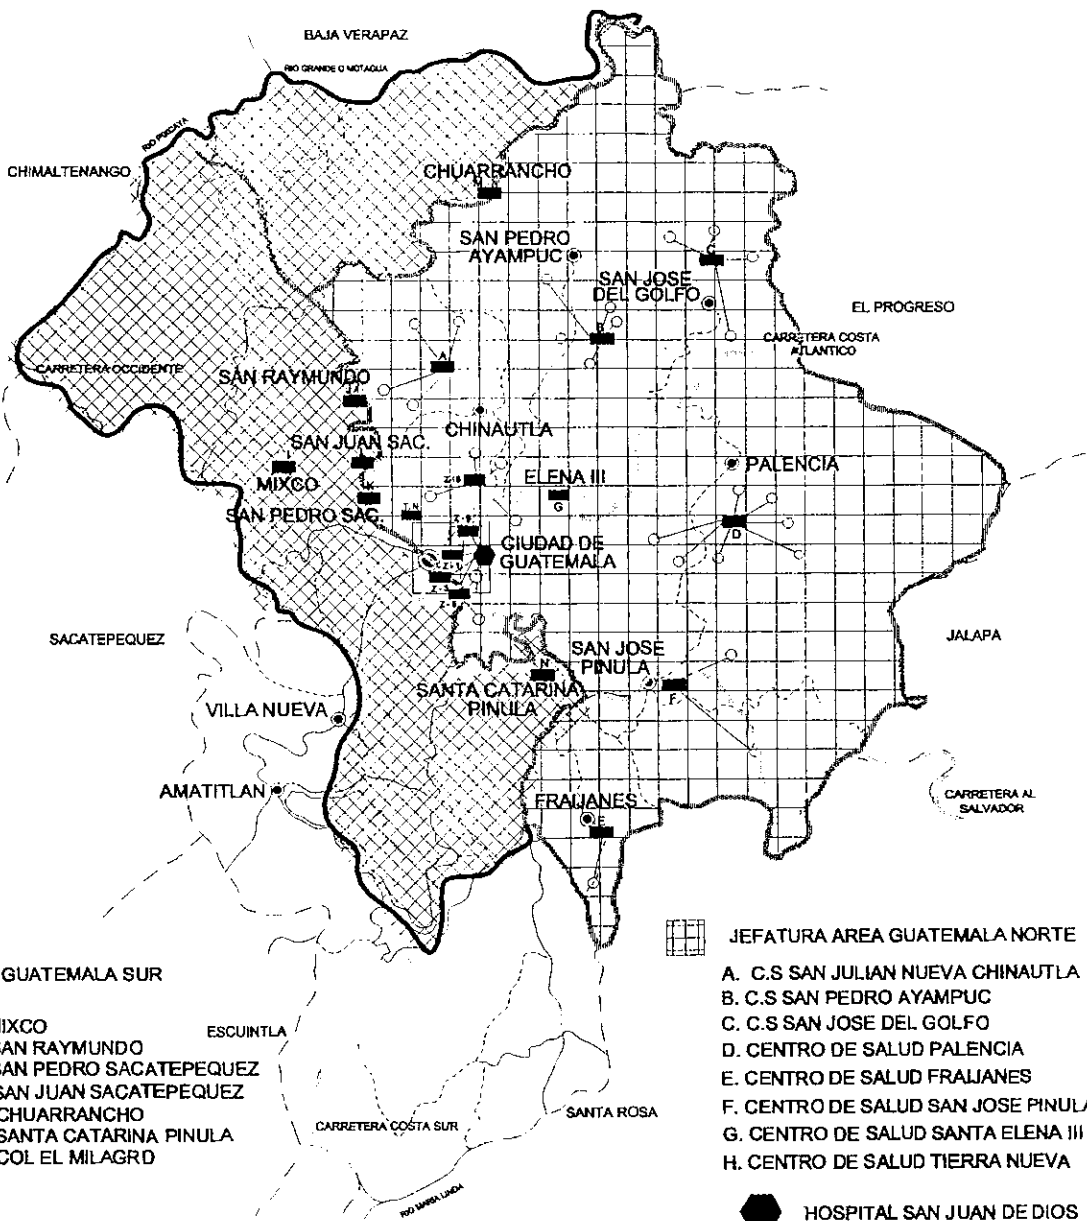 BAJA VERAPAZ
RIO GRANDE O MOTAGUA
RIO PIXCAYA
CHIMALTENANGO
CHUARRANCHO
SAN PEDRO
AYAMPUC
C
SAN JOSE
DEL GOLFO
EL PROGRESO
B
CARRETERA COSTA
ATLANTICO
A
CARRETERA OCCIDENTE
SAN RAYMUNDO
CHINAUTLA
SAN JUAN SAC.
ELENA III
PALENCIA
MIXCO
K
G
SAN PEDRO SAC.
T.N
D
CIUDAD DE
GUATEMALA
SACATEPEQUEZ
JALAPA
SAN JOSE
PINULA
N
SANTA CATARINA
PINULA
F
VILLA NUEVA
AMATITLAN
FRAIJANES
E
CARRETERA AL
SALVADOR
GUATEMALA SUR
IXCO
SAN RAYMUNDO
SAN PEDRO SACATEPEQUEZ
SAN JUAN SACATEPEQUEZ
CHUARRANCHO
SANTA CATARINA PINULA
COL EL MILAGRO
ESCUINTLA
CARRETERA COSTA SUR
SANTA ROSA
RIO MARIA LINDA
JEFATURA AREA GUATEMALA NORTE
A. C.S SAN JULIAN NUEVA CHINAUTLA
B. C.S SAN PEDRO AYAMPUC
C. C.S SAN JOSE DEL GOLFO
D. CENTRO DE SALUD PALENCIA
E. CENTRO DE SALUD FRAIJANES
F. CENTRO DE SALUD SAN JOSE PINULA
G. CENTRO DE SALUD SANTA ELENA III
H. CENTRO DE SALUD TIERRA NUEVA
HOSPITAL SAN JUAN DE DIOS